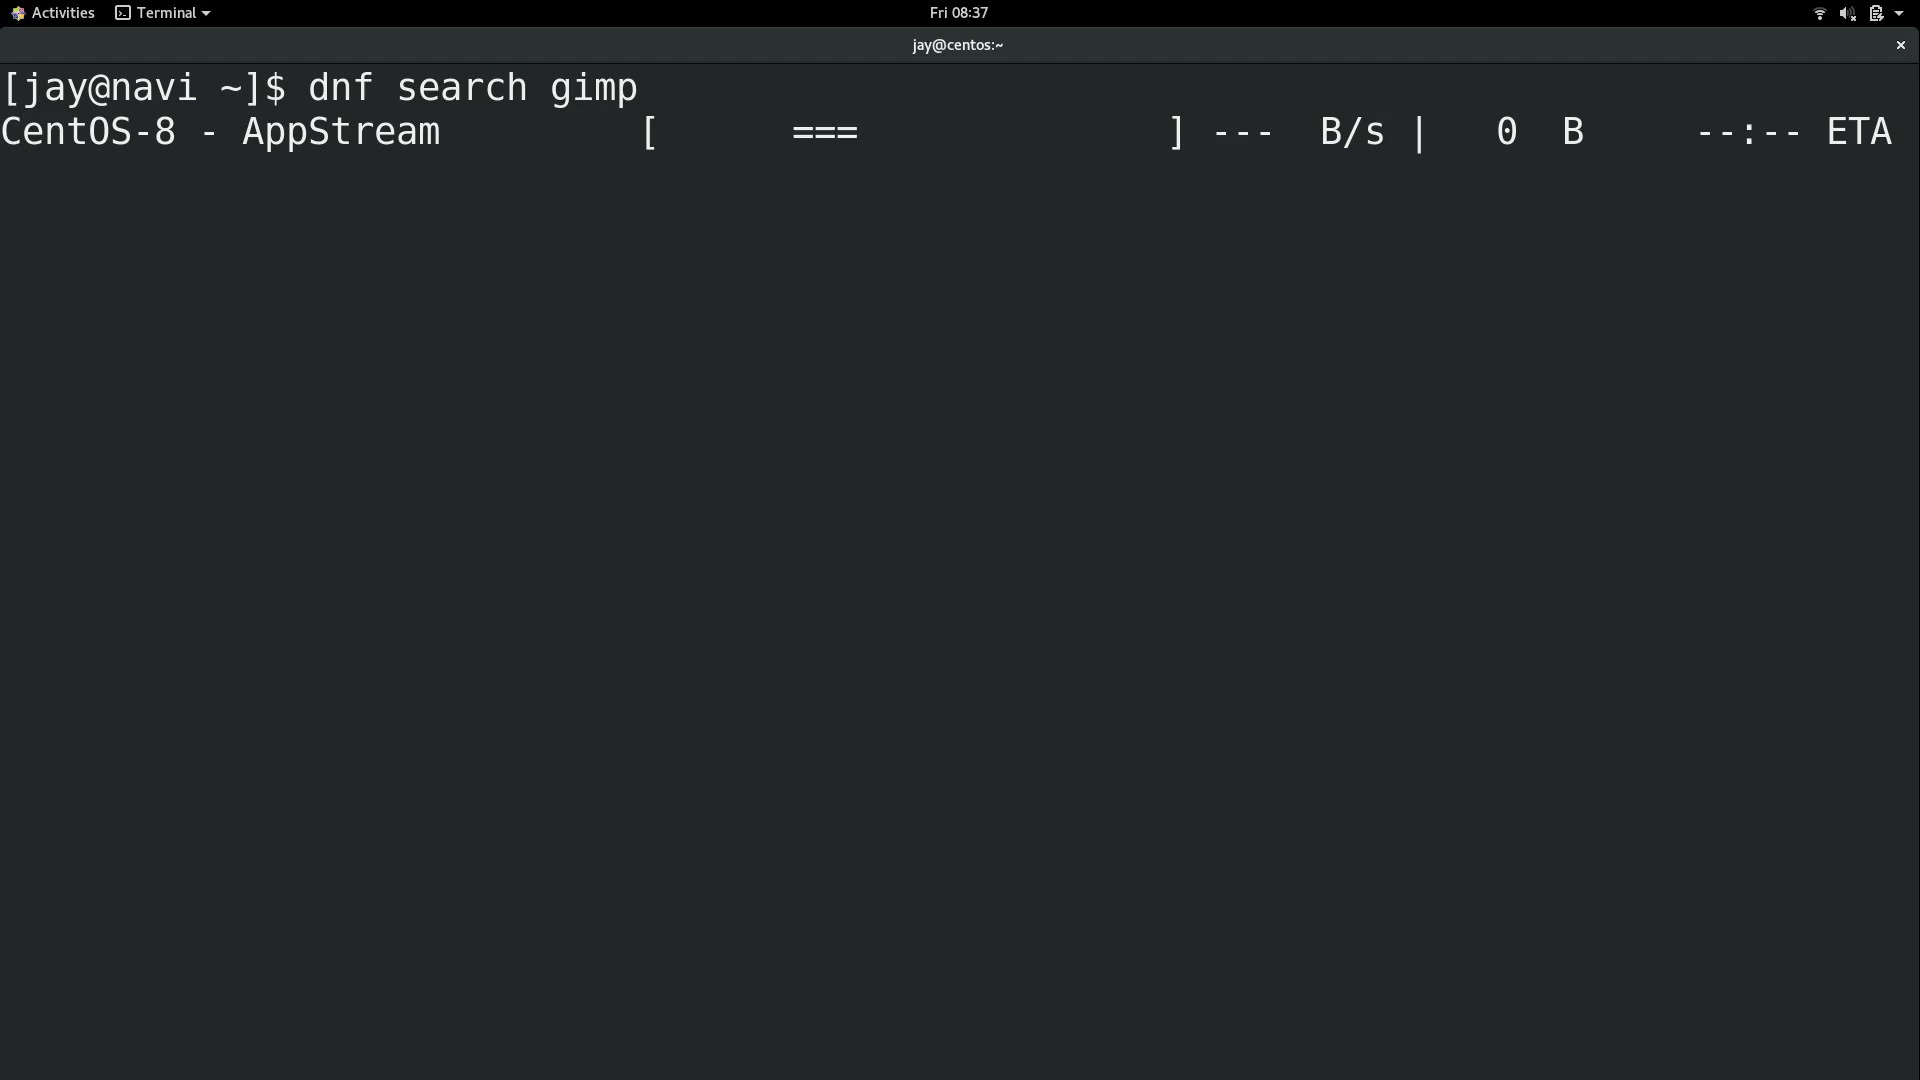 Activities Terminal Fri 08:37
jay@centos:~
[jay@navi ~]$ dnf search gimp
CentOS-8 - AppStream [ === ] --- B/s | 0 B --:-- ETA